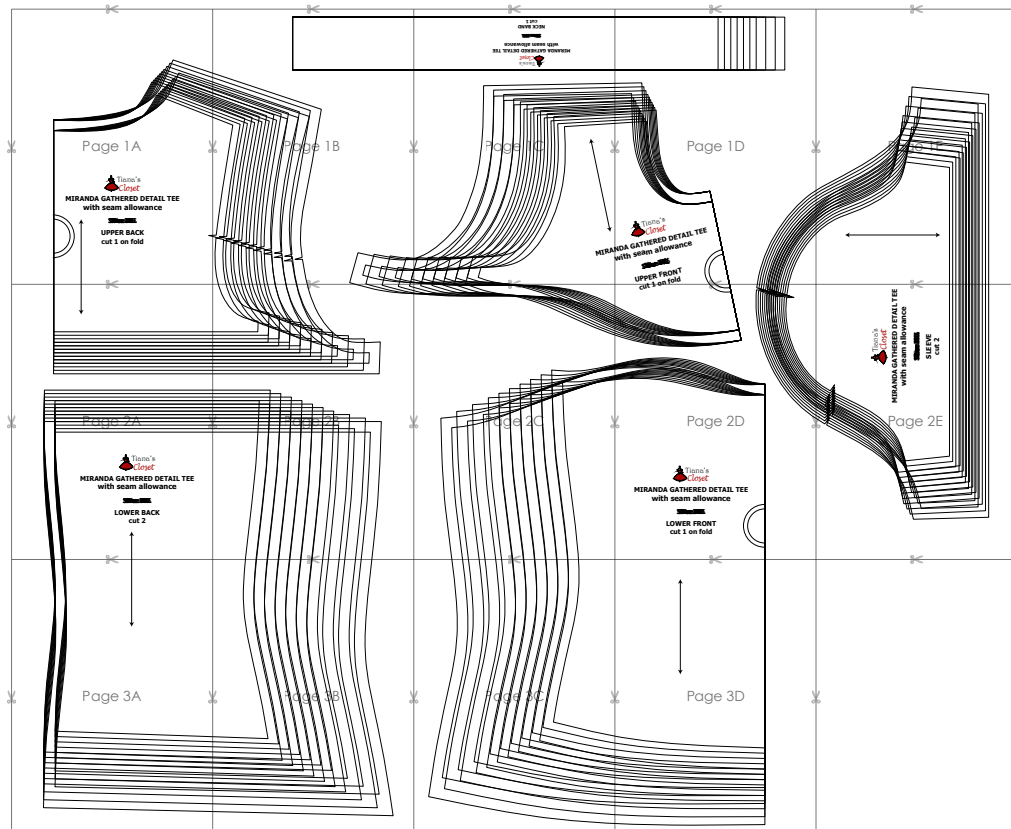 NECK BAND
cut 1
MIRANDA GATHERED DETAIL TEE
with seam allowance
Tiana's
Closet
Page 1A
Page 1B
Page 1C
Page 1D
Tiana's
Closet
MIRANDA GATHERED DETAIL TEE
with seam allowance
UPPER BACK
cut 1 on fold
Tiana's
Closet
MIRANDA GATHERED DETAIL TEE
with seam allowance
UPPER FRONT
cut 1 on fold
Tiana's
Closet
MIRANDA GATHERED DETAIL TEE
with seam allowance
SLEEVE
cut 2
Page 2A
Page 2B
Page 2C
Page 2D
Page 2E
Tiana's
Closet
MIRANDA GATHERED DETAIL TEE
with seam allowance
LOWER BACK
cut 2
Tiana's
Closet
MIRANDA GATHERED DETAIL TEE
with seam allowance
LOWER FRONT
cut 1 on fold
Page 3A
Page 3B
Page 3C
Page 3D